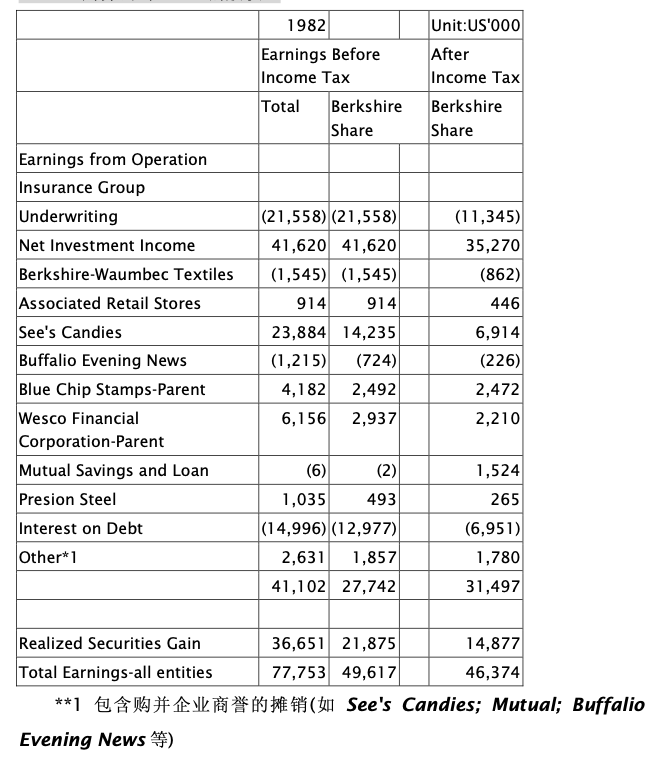 1982 Unit:US'000
Earnings Before After
Income Tax Income Tax
Total Berkshire Berkshire
Share Share
Earnings from Operation
Insurance Group
Underwriting (21,558) (21,558) (11,345)
Net Investment Income 41,620 41,620 35,270
Berkshire-Waumbec Textiles (1,545) (1,545) (862)
Associated Retail Stores 914 914 446
See's Candies 23,884 14,235 6,914
Buffalio Evening News (1,215) (724) (226)
Blue Chip Stamps-Parent 4,182 2,492 2,472
Wesco Financial 6,156 2,937 2,210
Corporation-Parent
Mutual Savings and Loan (6) (2) 1,524
Presion Steel 1,035 493 265
Interest on Debt (14,996) (12,977) (6,951)
Other*1 2,631 1,857 1,780
41,102 27,742 31,497
Realized Securities Gain 36,651 21,875 14,877
Total Earnings-all entities 77,753 49,617 46,374
**1 包含购并企业商誉的摊销(如 See's Candies; Mutual; Buffalio
Evening News 等)